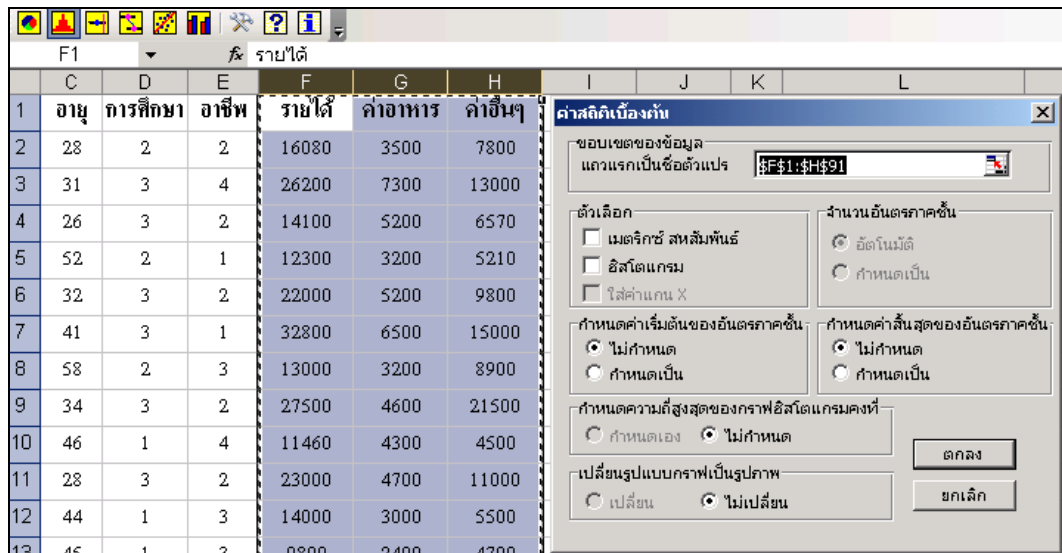 F1 fx รายได้
C D E F G H I J K L
1 อายุ การศึกษา อาชีพ รายได้ ค่าอาหาร ค่าอื่นๆ
2 28 2 2 16080 3500 7800
3 31 3 4 26200 7300 13000
4 26 3 2 14100 5200 6570
5 52 2 1 12300 3200 5210
6 32 3 2 22000 5200 9800
7 41 3 1 32800 6500 15000
8 58 2 3 13000 3200 8900
9 34 3 2 27500 4600 21500
10 46 1 4 11460 4300 4500
11 28 3 2 23000 4700 11000
12 44 1 3 14000 3000 5500
ค่าสถิติเบื้องต้น
ขอบเขตของข้อมูล
แถวแรกเป็นชื่อตัวแปร $F$1:$H$91
ตัวเลือก
เมตริกซ์ สหสัมพันธ์
ฮิสโตแกรม
ใส่ค่าแกน X
จำนวนอันตรภาคชั้น
อัตโนมัติ
กำหนดเป็น
กำหนดค่าเริ่มต้นของอันตรภาคชั้น
ไม่กำหนด
กำหนดเป็น
กำหนดค่าสิ้นสุดของอันตรภาคชั้น
ไม่กำหนด
กำหนดเป็น
กำหนดความถี่สูงสุดของกราฟฮิสโตแกรมคงที่
กำหนดเอง ไม่กำหนด
เปลี่ยนรูปแบบกราฟเป็นรูปภาพ
เปลี่ยน ไม่เปลี่ยน
ตกลง
ยกเลิก